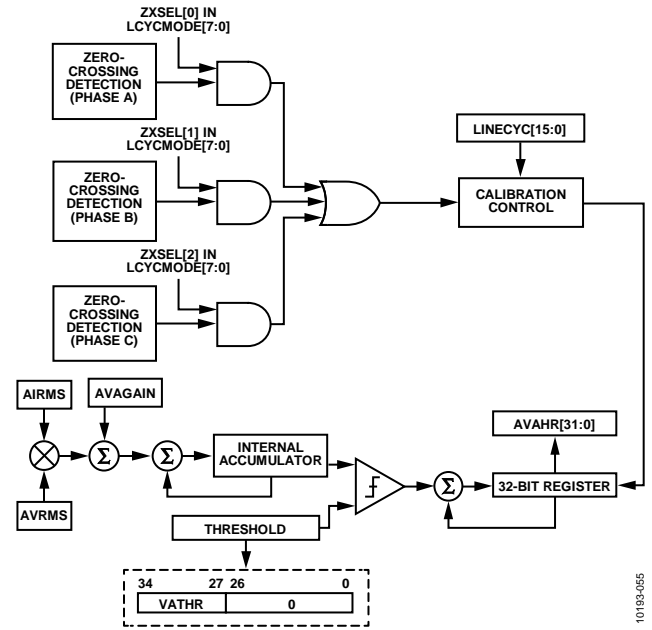 ZXSEL[0] IN
LCYCMODE[7:0]
ZERO-
CROSSING
DETECTION
(PHASE A)
ZXSEL[1] IN
LCYCMODE[7:0]
ZERO-
CROSSING
DETECTION
(PHASE B)
ZXSEL[2] IN
LCYCMODE[7:0]
ZERO-
CROSSING
DETECTION
(PHASE C)
LINECYC[15:0]
CALIBRATION
CONTROL
AIRMS
AVAGAIN
AVRMS
Σ
Σ
INTERNAL
ACCUMULATOR
THRESHOLD
34 27 26 0
VATHR 0
Σ
AVAHR[31:0]
32-BIT REGISTER
10193-055